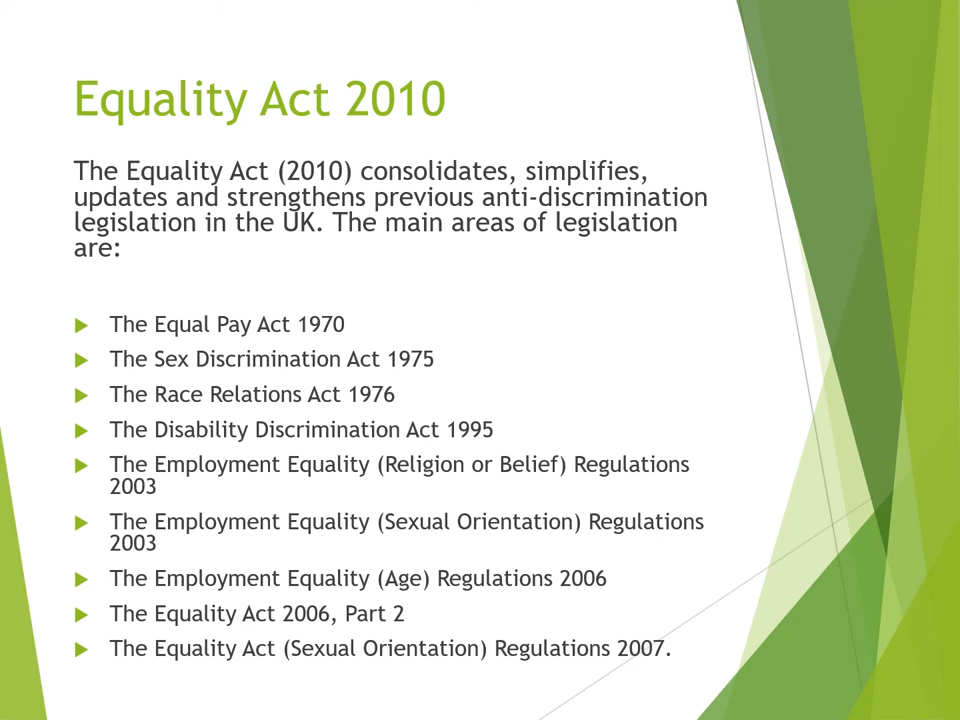 Equality Act 2010
The Equality Act (2010) consolidates, simplifies,
updates and strengthens previous anti-discrimination
legislation in the UK. The main areas of legislation
are:
The Equal Pay Act 1970
The Sex Discrimination Act 1975
The Race Relations Act 1976
The Disability Discrimination Act 1995
The Employment Equality (Religion or Belief) Regulations
2003
The Employment Equality (Sexual Orientation) Regulations
2003
The Employment Equality (Age) Regulations 2006
The Equality Act 2006, Part 2
The Equality Act (Sexual Orientation) Regulations 2007.